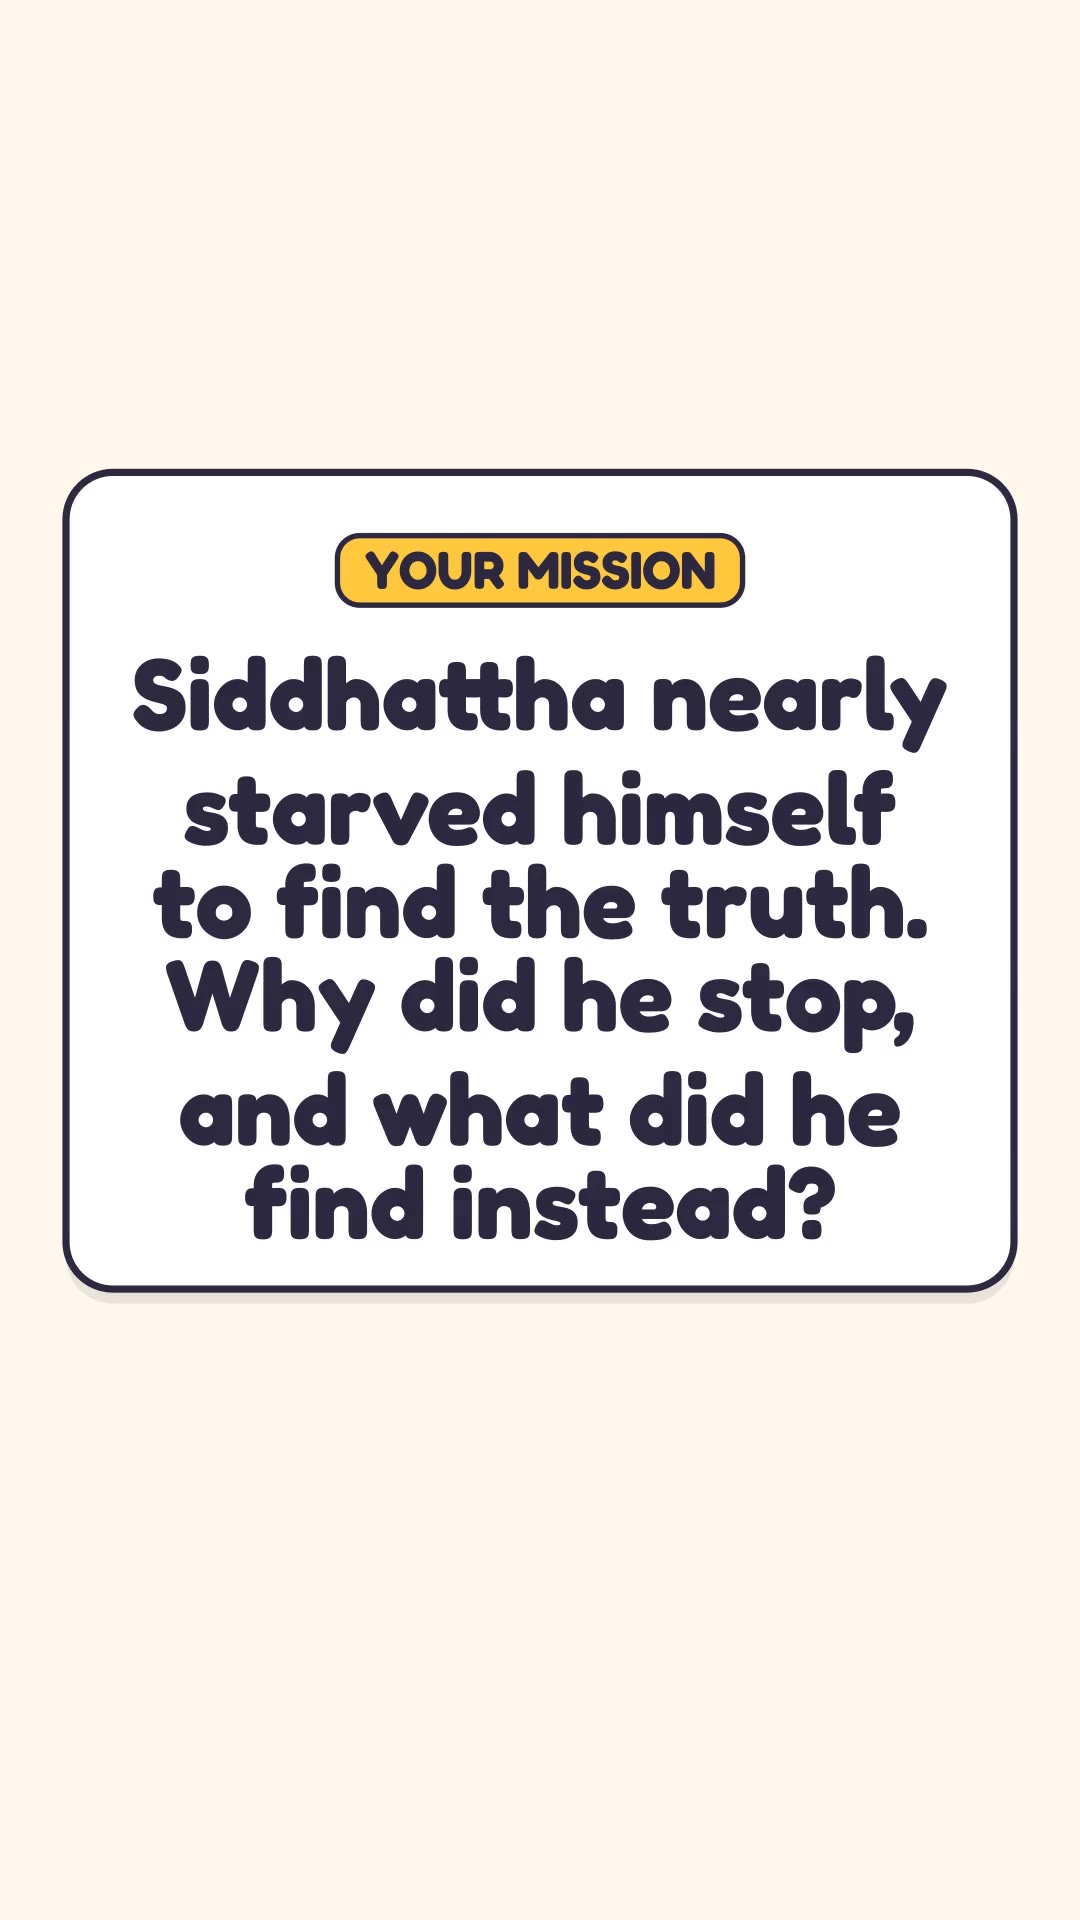 YOUR MISSION
Siddhattha nearly
starved himself
to find the truth.
Why did he stop,
and what did he
find instead?